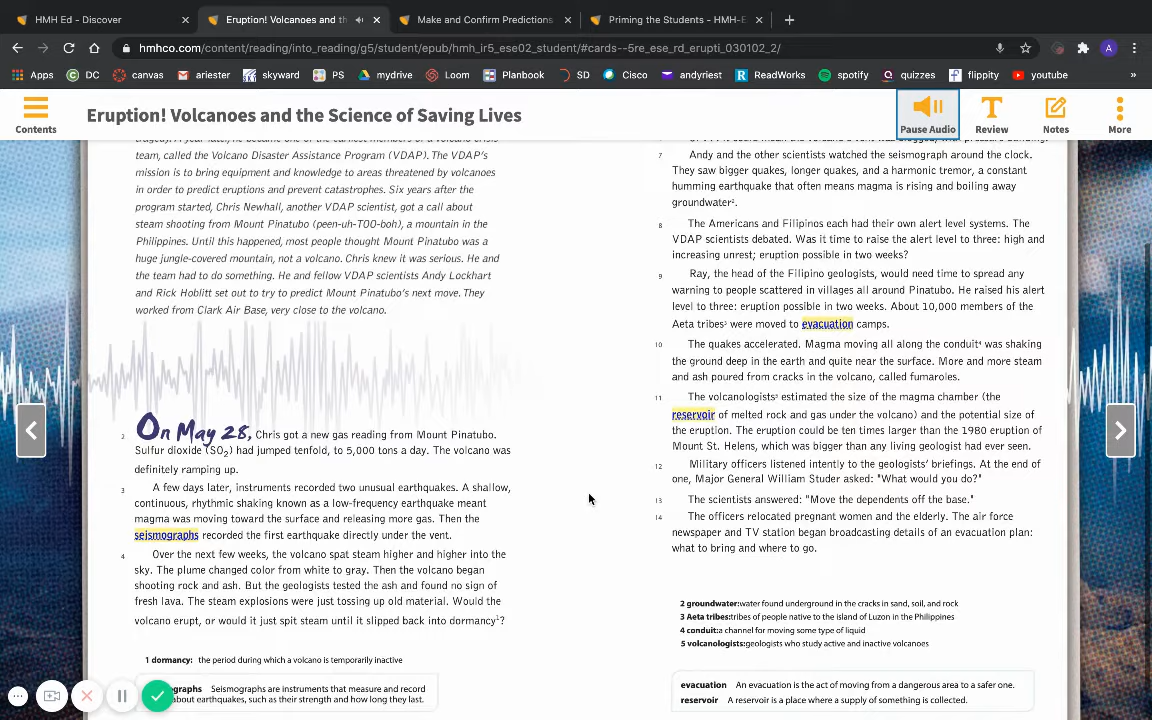 HMH Ed - Discover
Eruption! Volcanoes and th
Make and Confirm Predictions
Priming the Students - HMH-E
hmhco.com/content/reading/into_reading/g5/student/epub/hmh_ir5_ese02_student/#cards--5re_ese_rd_erupti_030102_2/
A
Apps DC canvas ariester skyward PS mydrive Loom Planbook SD Cisco andyriest ReadWorks spotify quizzes flippity youtube »
Contents
Eruption! Volcanoes and the Science of Saving Lives
Pause Audio
Review
Notes
More
team, called the Volcano Disaster Assistance Program (VDAP). The VDAP's
mission is to bring equipment and knowledge to areas threatened by volcanoes
in order to predict eruptions and prevent catastrophes. Six years after the
program started, Chris Newhall, another VDAP scientist, got a call about
steam shooting from Mount Pinatubo (peen-uh-TOO-boh), a mountain in the
Philippines. Until this happened, most people thought Mount Pinatubo was a
huge jungle-covered mountain, not a volcano. Chris knew it was serious. He and
the team had to do something. He and fellow VDAP scientists Andy Lockhart
and Rick Hoblitt set out to try to predict Mount Pinatubo's next move. They
worked from Clark Air Base, very close to the volcano.
2 On May 28, Chris got a new gas reading from Mount Pinatubo.
Sulfur dioxide (SO2) had jumped tenfold, to 5,000 tons a day. The volcano was
definitely ramping up.
3 A few days later, instruments recorded two unusual earthquakes. A shallow,
continuous, rhythmic shaking known as a low-frequency earthquake meant
magma was moving toward the surface and releasing more gas. Then the
seismographs recorded the first earthquake directly under the vent.
4 Over the next few weeks, the volcano spat steam higher and higher into the
sky. The plume changed color from white to gray. Then the volcano began
shooting rock and ash. But the geologists tested the ash and found no sign of
fresh lava. The steam explosions were just tossing up old material. Would the
volcano erupt, or would it just spit steam until it slipped back into dormancy1?
1 dormancy: the period during which a volcano is temporarily inactive
ographs Seismographs are instruments that measure and record
about earthquakes, such as their strength and how long they last.
7 Andy and the other scientists watched the seismograph around the clock.
They saw bigger quakes, longer quakes, and a harmonic tremor, a constant
humming earthquake that often means magma is rising and boiling away
groundwater2.
8 The Americans and Filipinos each had their own alert level systems. The
VDAP scientists debated. Was it time to raise the alert level to three: high and
increasing unrest; eruption possible in two weeks?
9 Ray, the head of the Filipino geologists, would need time to spread any
warning to people scattered in villages all around Pinatubo. He raised his alert
level to three: eruption possible in two weeks. About 10,000 members of the
Aeta tribes3 were moved to evacuation camps.
10 The quakes accelerated. Magma moving all along the conduit4 was shaking
the ground deep in the earth and quite near the surface. More and more steam
and ash poured from cracks in the volcano, called fumaroles.
11 The volcanologists5 estimated the size of the magma chamber (the
reservoir of melted rock and gas under the volcano) and the potential size of
the eruption. The eruption could be ten times larger than the 1980 eruption of
Mount St. Helens, which was bigger than any living geologist had ever seen.
12 Military officers listened intently to the geologists' briefings. At the end of
one, Major General William Studer asked: "What would you do?"
13 The scientists answered: "Move the dependents off the base."
14 The officers relocated pregnant women and the elderly. The air force
newspaper and TV station began broadcasting details of an evacuation plan:
what to bring and where to go.
2 groundwater:water found underground in the cracks in sand, soil, and rock
3 Aeta tribes:tribes of people native to the island of Luzon in the Philippines
4 conduit:a channel for moving some type of liquid
5 volcanologists:geologists who study active and inactive volcanoes
evacuation An evacuation is the act of moving from a dangerous area to a safer one.
reservoir A reservoir is a place where a supply of something is collected.